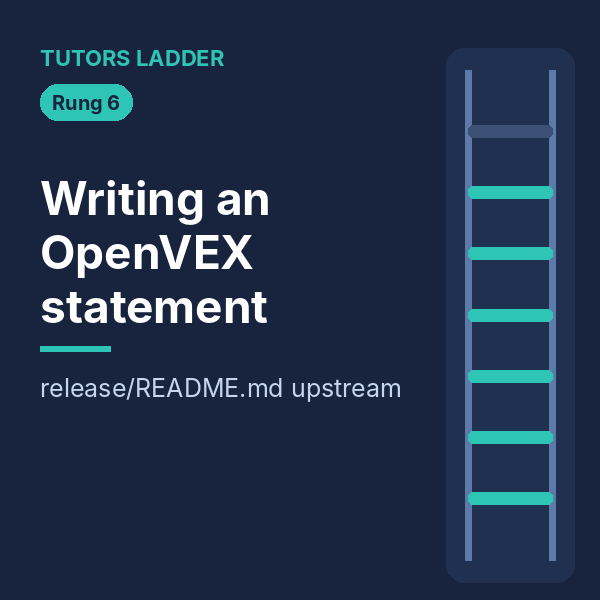 TUTORS LADDER
Rung 6
Writing an
OpenVEX
statement
release/README.md upstream